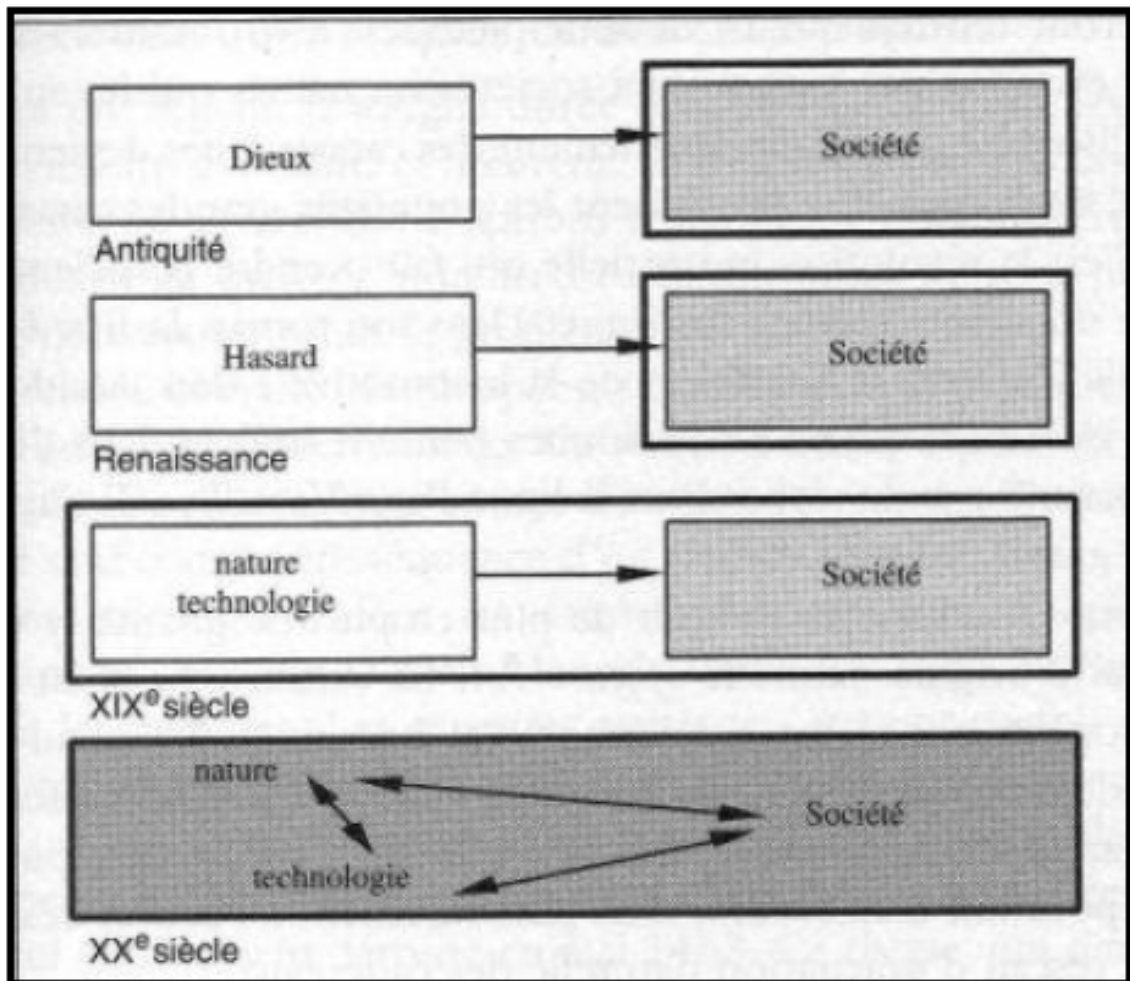 Dieux
Société
Antiquité
Hasard
Société
Renaissance
nature
technologie
Société
XIXe siècle
nature
Société
technologie
XXe siècle